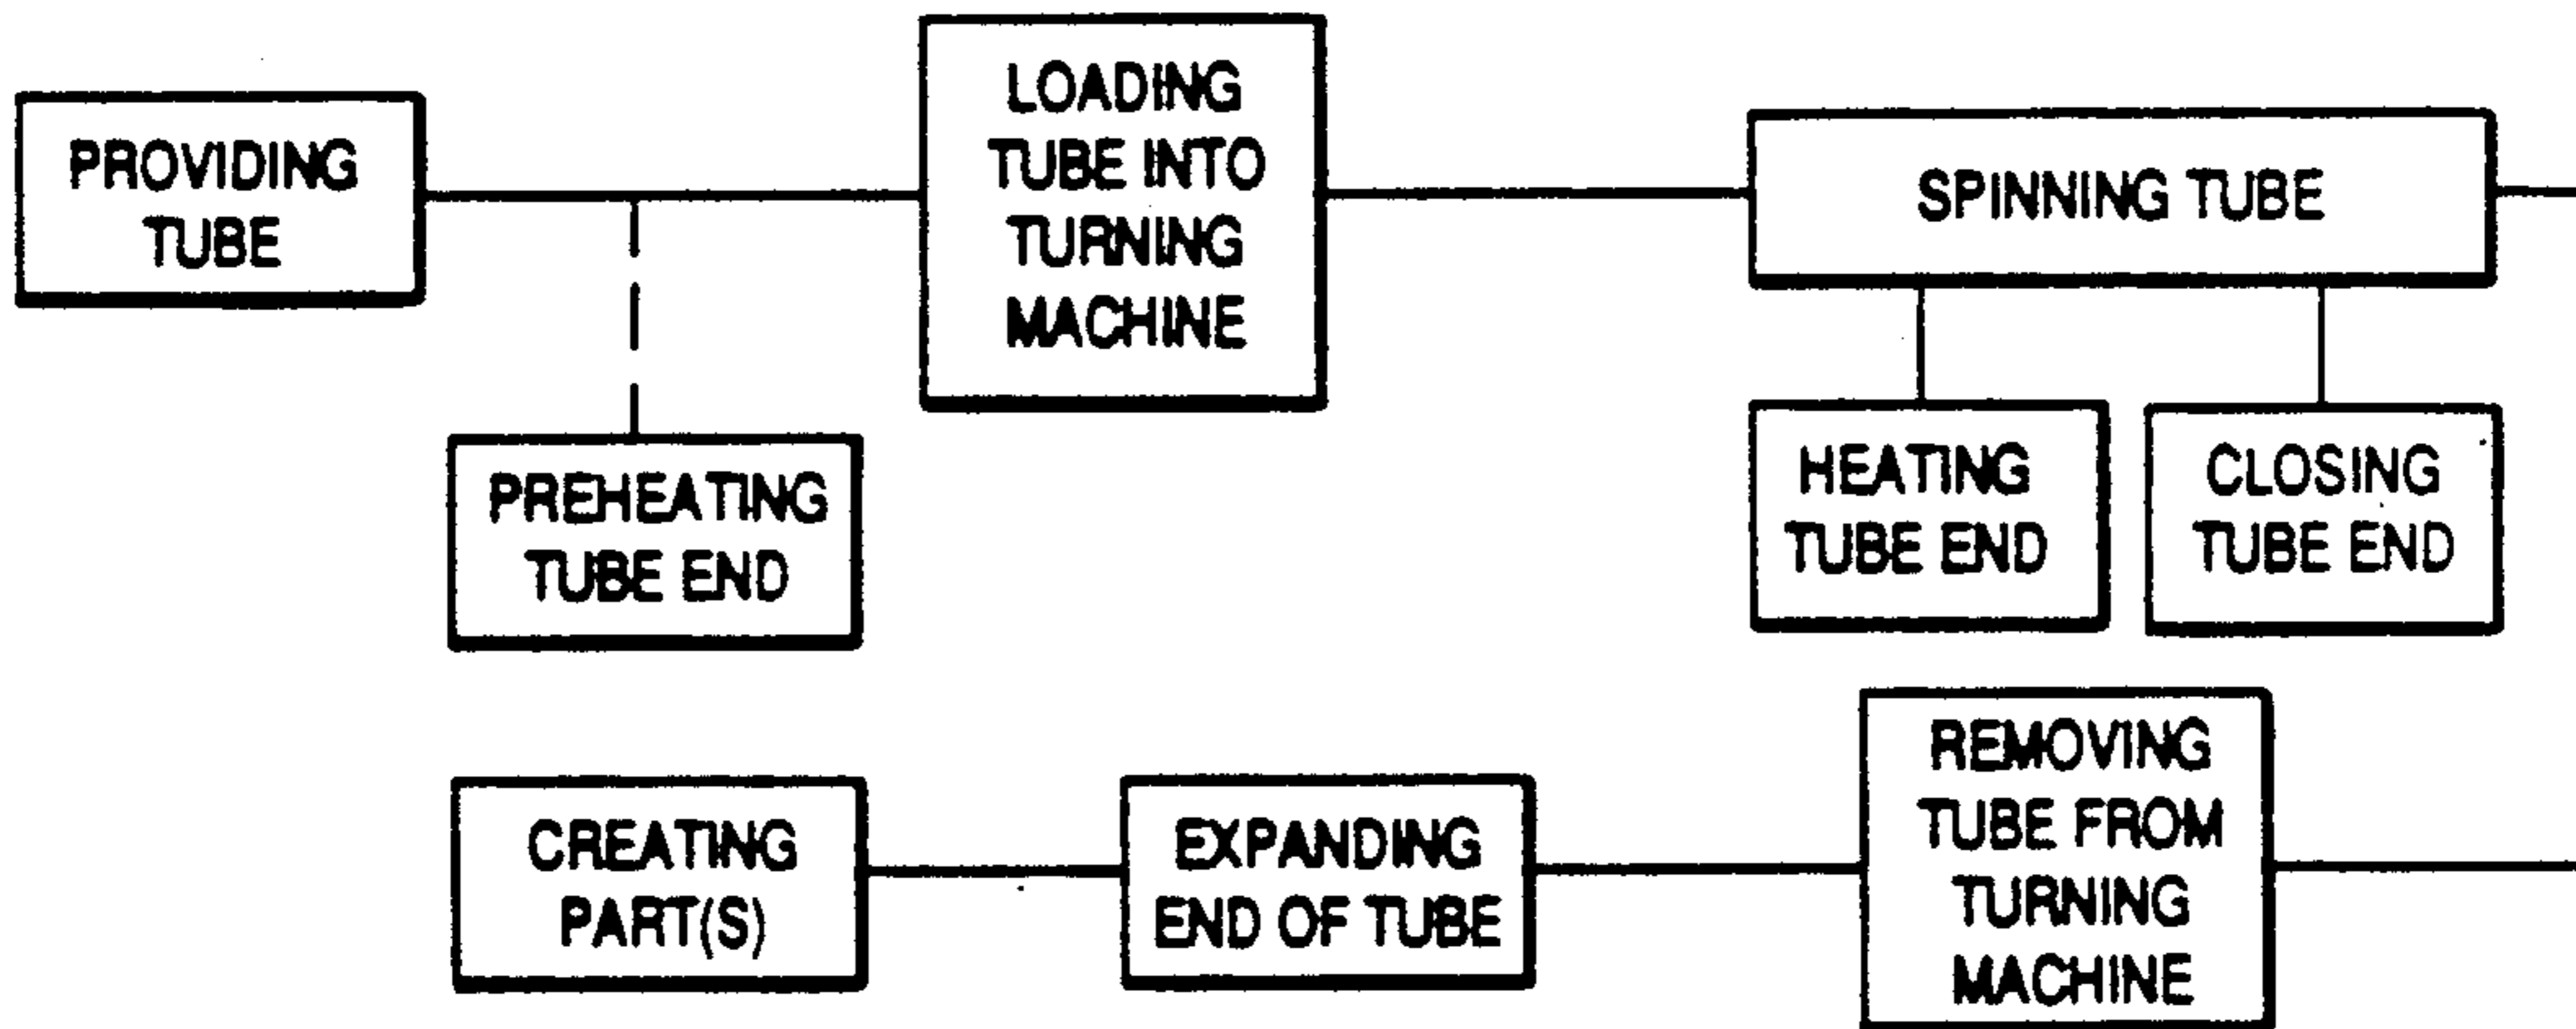 PROVIDING
TUBE
LOADING
TUBE INTO
TURNING
MACHINE
SPINNING TUBE
PREHEATING
TUBE END
HEATING
TUBE END
CLOSING
TUBE END
CREATING
PART(S)
EXPANDING
END OF TUBE
REMOVING
TUBE FROM
TURNING
MACHINE